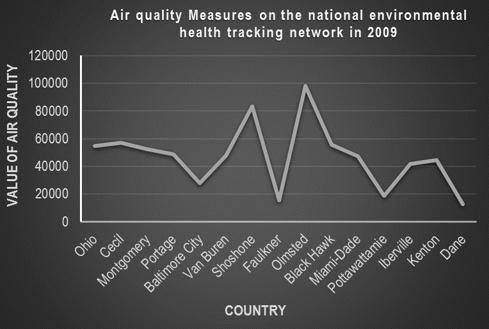 Air quality Measures on the national environmental
health tracking network in 2009
VALUE OF AIR QUALITY
120000
100000
80000
60000
40000
20000
0
Ohio
Cecil
Montgomery
Portage
Baltimore City
Van Buren
Shoshone
Faulkner
Olmsted
Black Hawk
Miami-Dade
Pottawattamie
Iberville
Kenton
Dane
COUNTRY